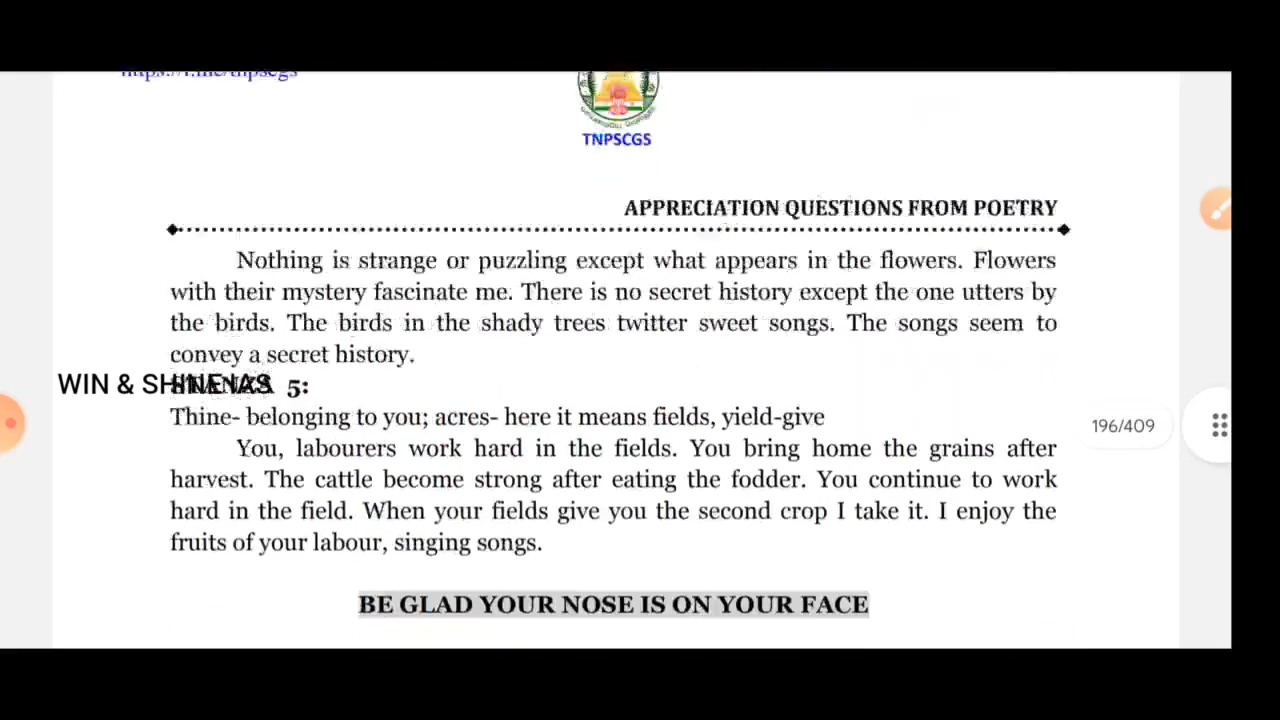 https://t.me/tnpscgs
TNPSCGS
APPRECIATION QUESTIONS FROM POETRY
Nothing is strange or puzzling except what appears in the flowers. Flowers
with their mystery fascinate me. There is no secret history except the one utters by
the birds. The birds in the shady trees twitter sweet songs. The songs seem to
convey a secret history.
WIN & SHINE IAS
5:
Thine- belonging to you; acres- here it means fields, yield-give
You, labourers work hard in the fields. You bring home the grains after
harvest. The cattle become strong after eating the fodder. You continue to work
hard in the field. When your fields give you the second crop I take it. I enjoy the
fruits of your labour, singing songs.
196/409
BE GLAD YOUR NOSE IS ON YOUR FACE